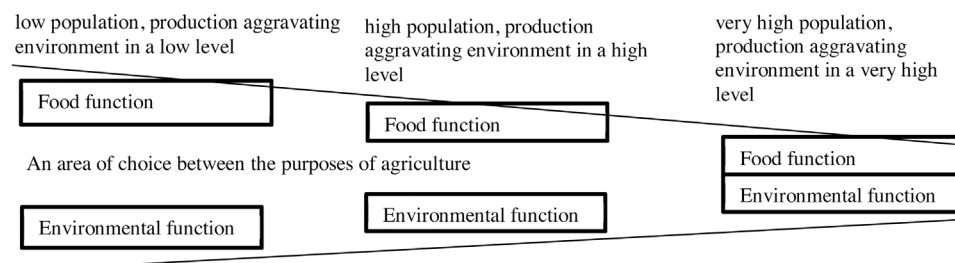 low population, production aggravating
environment in a low level
high population, production
aggravating environment in a high
level
very high population,
production aggravating
environment in a very high
level
Food function
Food function
Food function
An area of choice between the purposes of agriculture
Environmental function
Environmental function
Environmental function